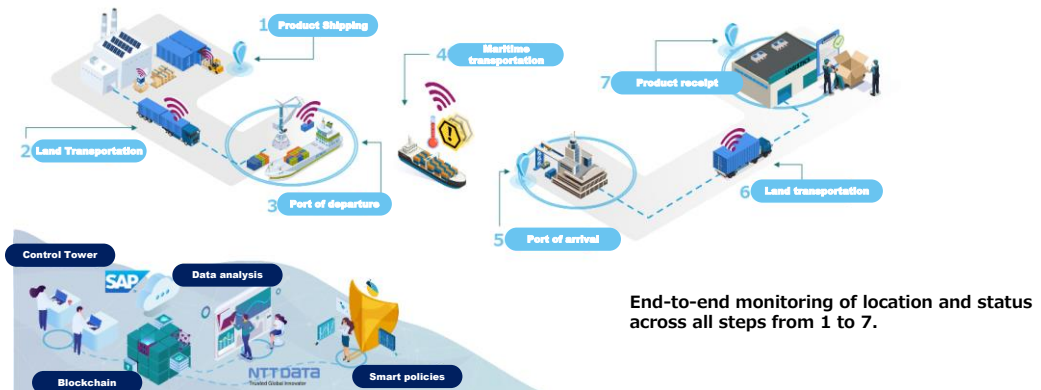 1 Product Shipping
2 Land Transportation
3 Port of departure
4 Maritime
transportation
5 Port of arrival
6 Land transportation
7 Product receipt
Control Tower
SAP
Data analysis
Blockchain
NTT DATA
Trusted Global Innovator
Smart policies
End-to-end monitoring of location and status
across all steps from 1 to 7.